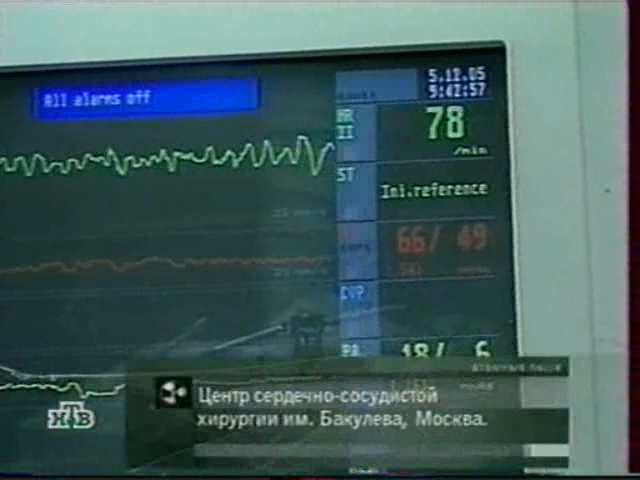 All alarms off
5.12.05
9:42:57
HR
II
78
/min
ST
Ini.reference
66/ 49
CVP
PA
18/ 6
Центр сердечно-сосудистой
хирургии им. Бакулева, Москва.
нтв